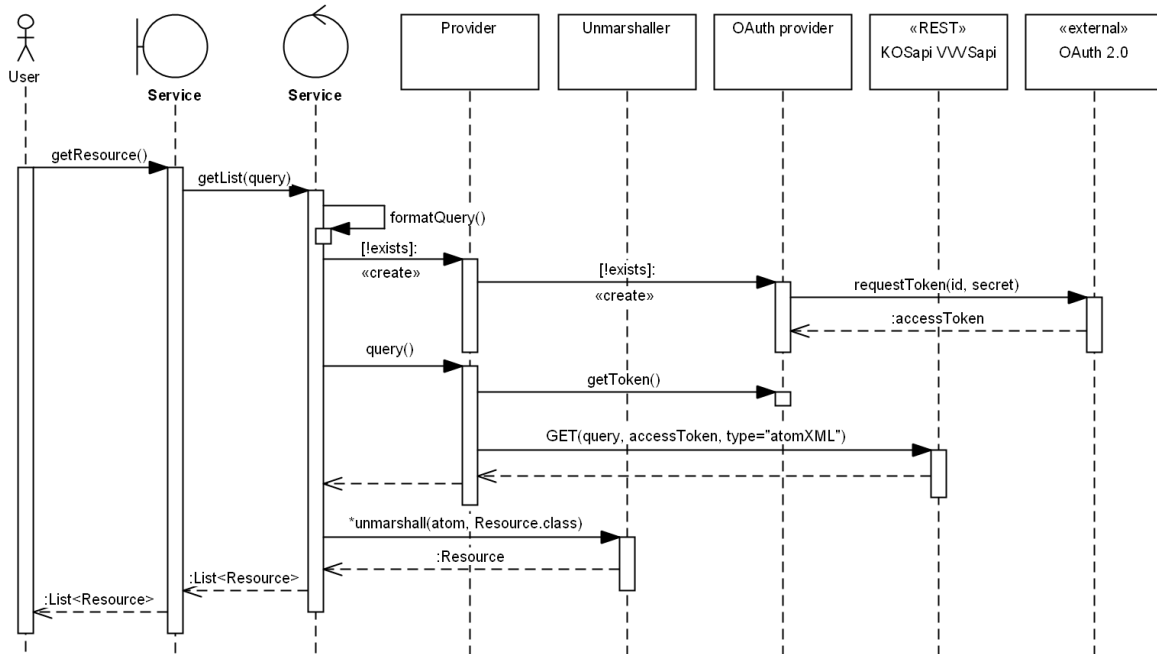 User
Service
Service
Provider
Unmarshaller
OAuth provider
«REST»
KOSapi \/\/\/Sapi
«external»
OAuth 2.0
getResource()
getList(query)
formatQuery()
[!exists]:
«create»
[!exists]:
«create»
requestToken(id, secret)
:accessToken
query()
getToken()
GET(query, accessToken, type="atomXML")
*unmarshall(atom, Resource.class)
:Resource
:List<Resource>
:List<Resource>